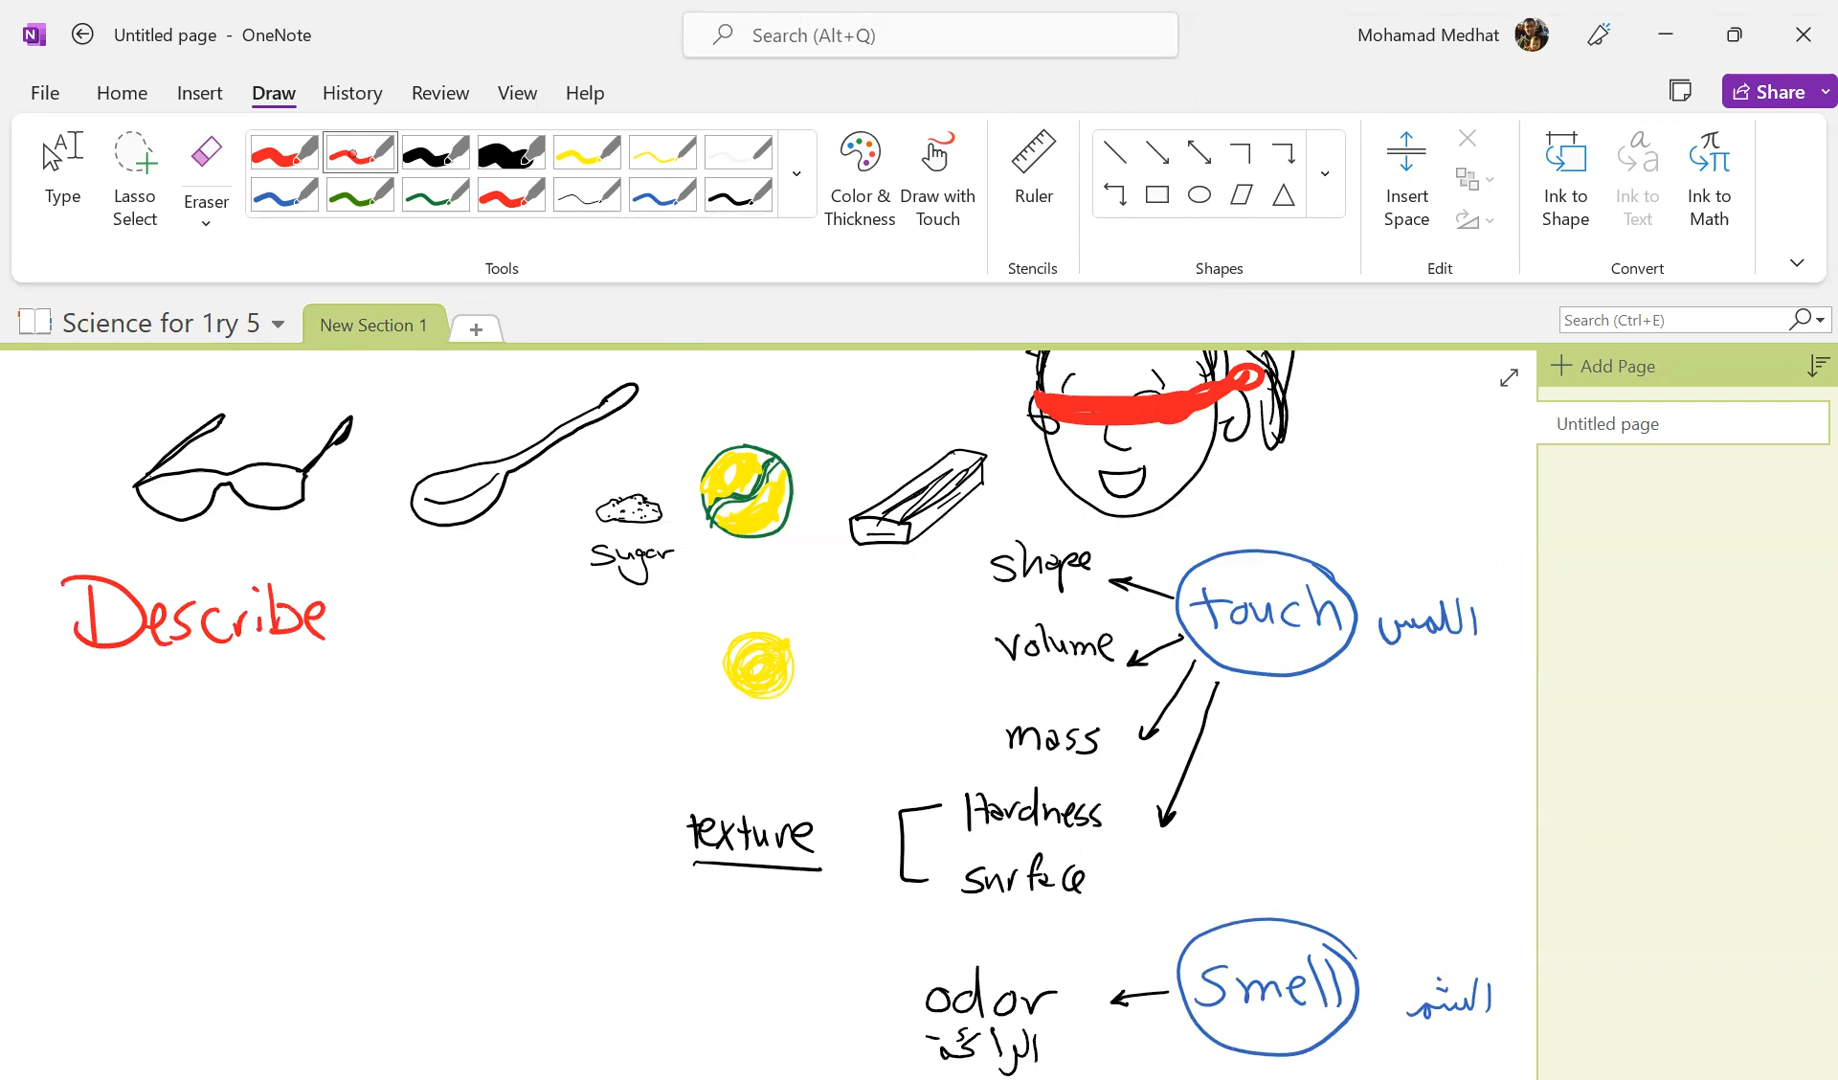 Untitled page - OneNote
Search (Alt+Q)
Mohamad Medhat
File Home Insert Draw History Review View Help
Share
Type
Lasso Select
Eraser
Color & Thickness
Draw with Touch
Ruler
Insert Space
Ink to Shape
Ink to Text
Ink to Math
Tools
Stencils
Shapes
Edit
Convert
Science for 1ry 5
New Section 1
Search (Ctrl+E)
Add Page
Untitled page
sugar
Describe
shape
touch
اللمس
volume
mass
texture
Hardness
surface
smell
الشم
odor
الرائحة